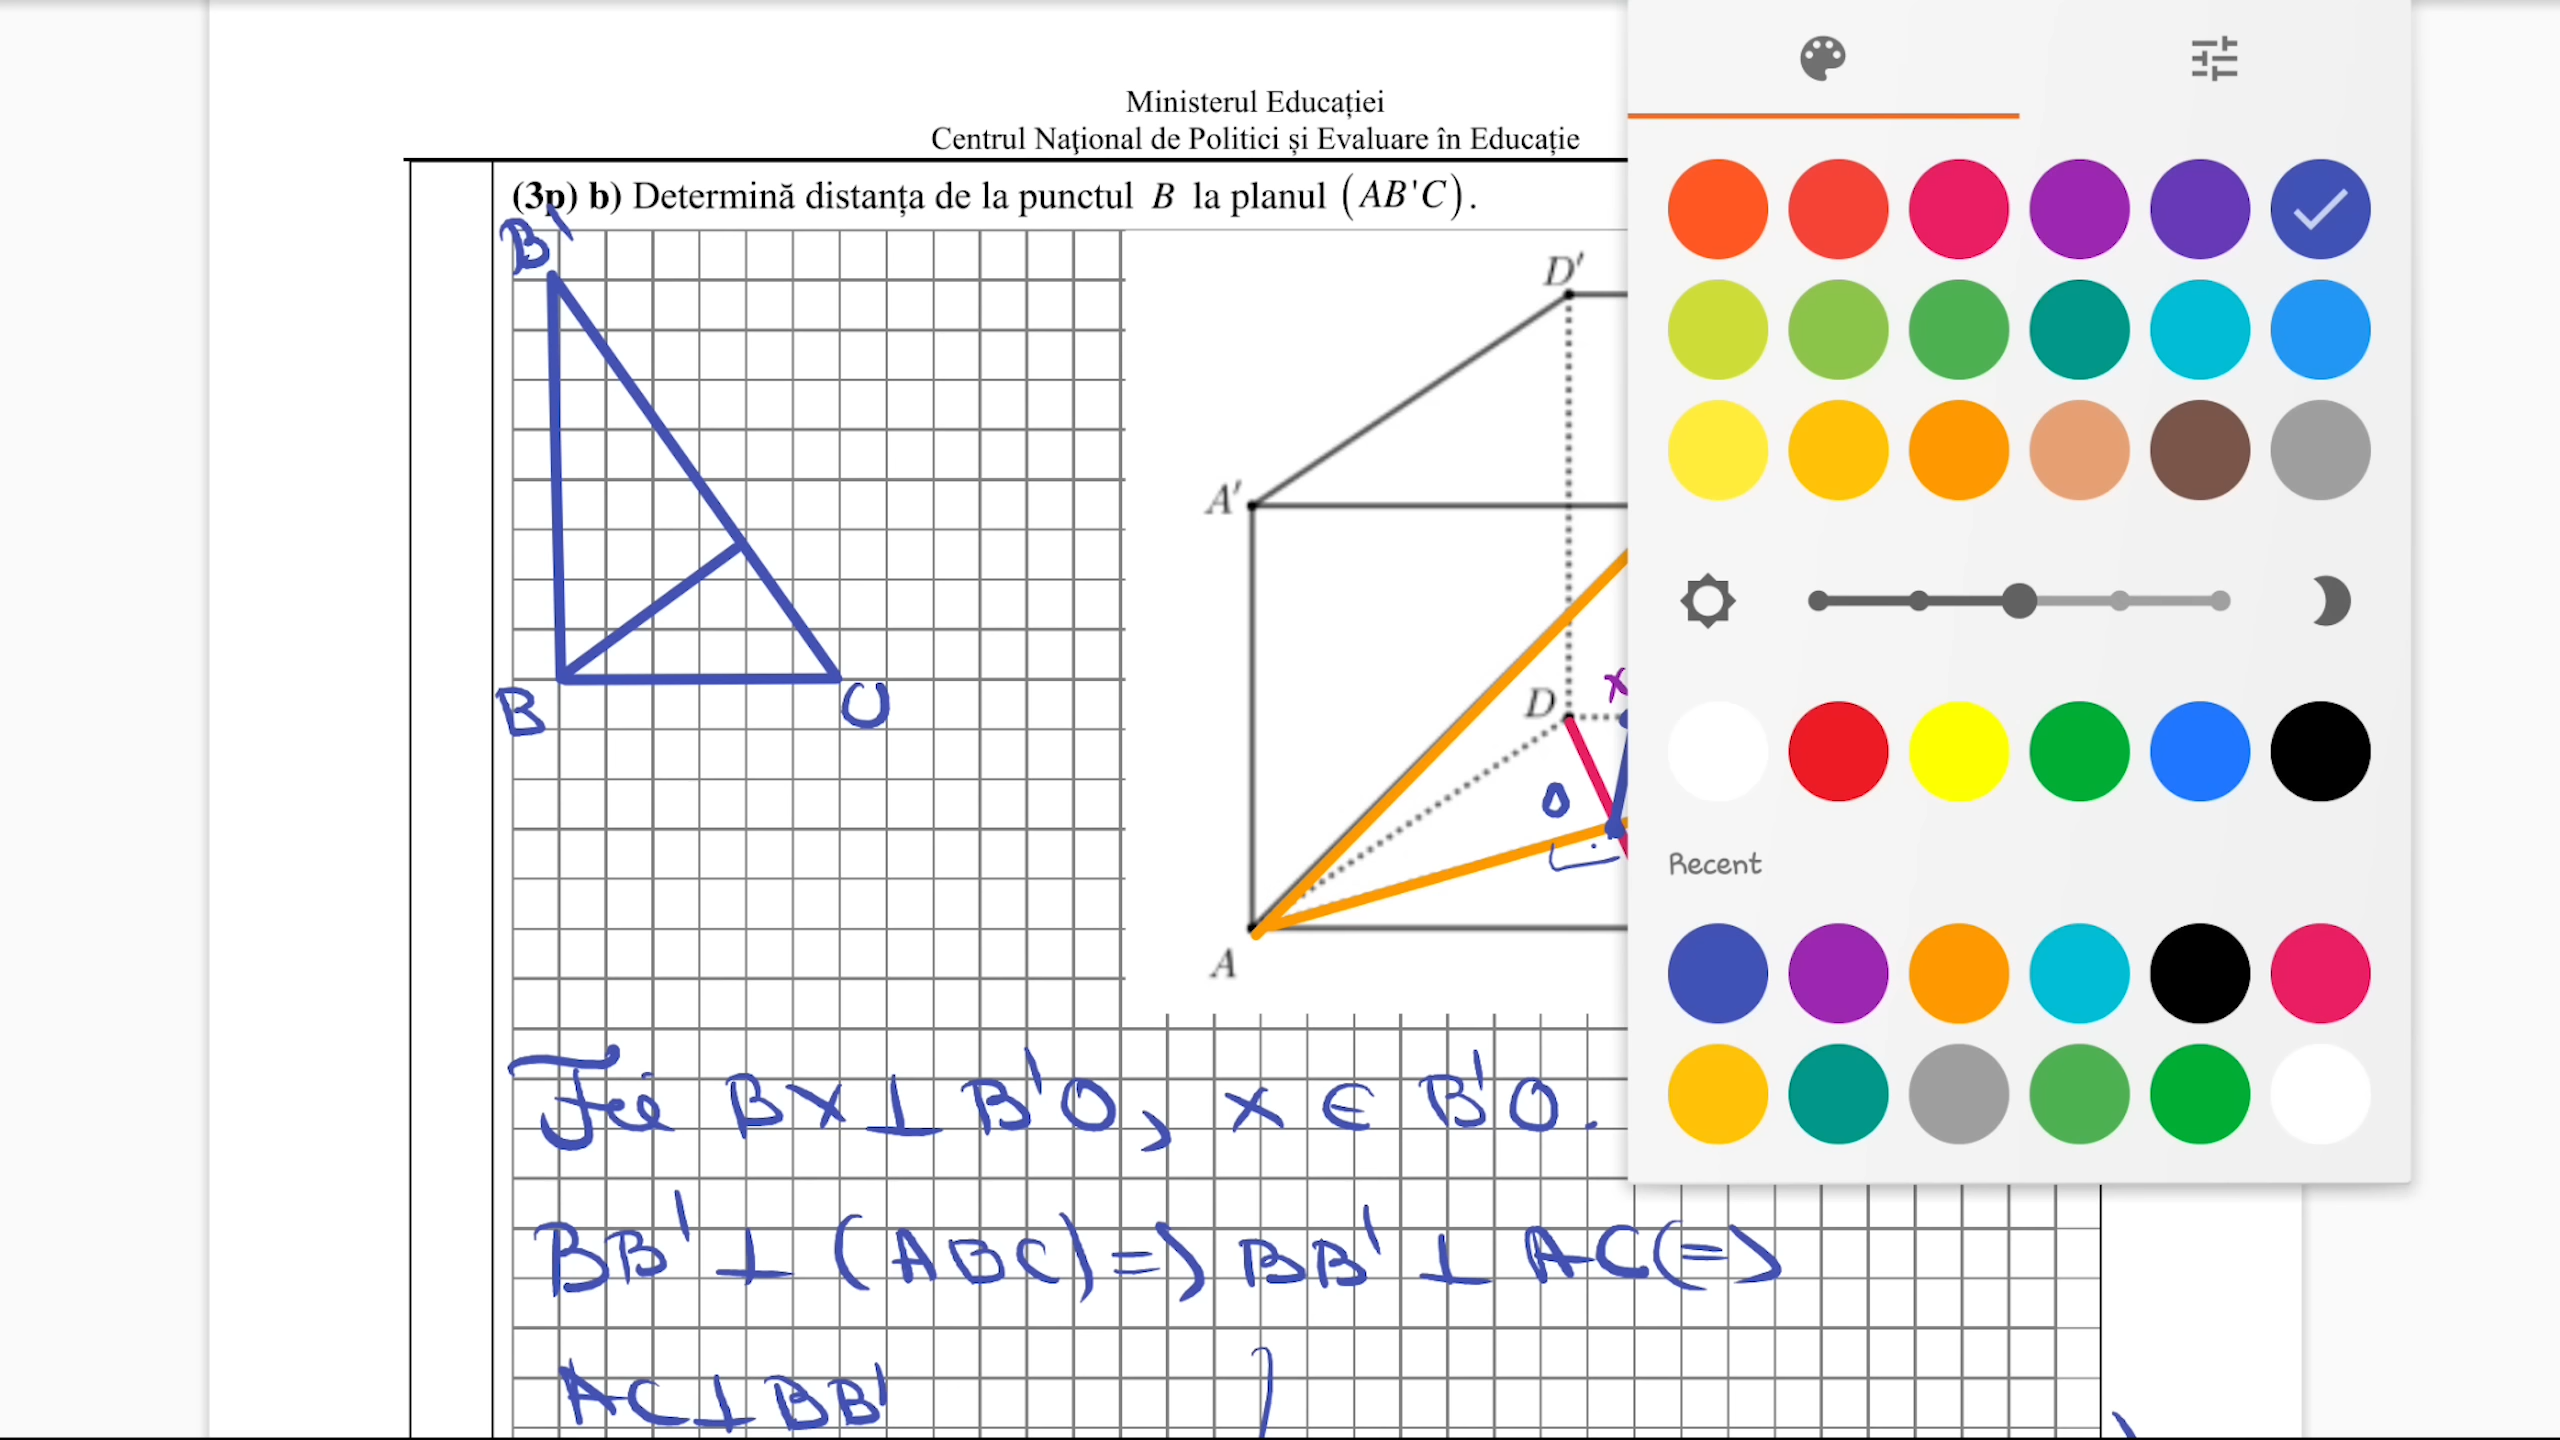 Ministerul Educației
Centrul Naţional de Politici și Evaluare în Educație
(3p) b) Determină distanța de la punctul B la planul (AB'C).
B'
D'
A'
x
D
B
O
O
A
Recent
Fie BX ⊥ B'O, X ∈ B'O.
BB' ⊥ (ABC) => BB' ⊥ AC (=>
AC ⊥ BB'